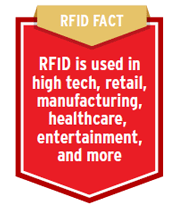 RFID FACT
RFID is used in
high tech, retail,
manufacturing,
healthcare,
entertainment,
and more